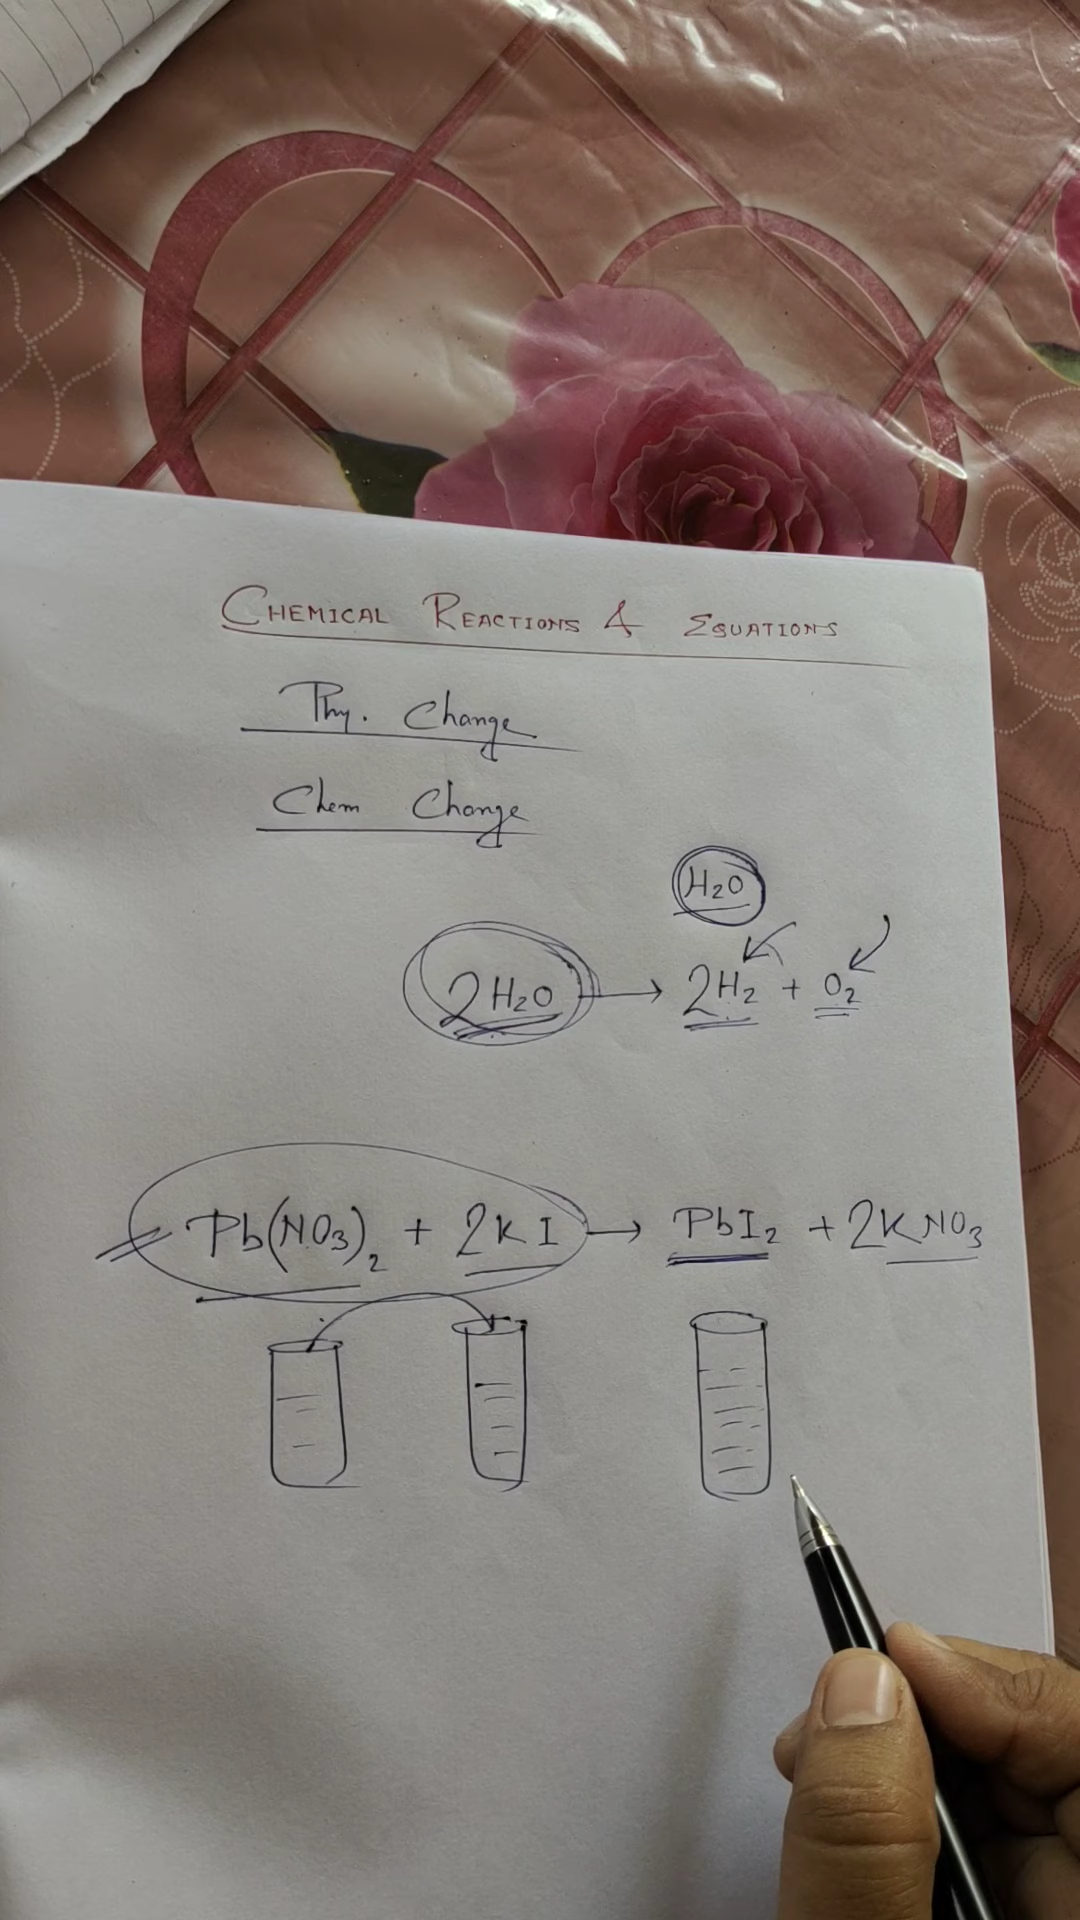 CHEMICAL REACTIONS & EQUATIONS
Phy. Change
Chem Change
H2O
2H2O → 2H2 + O2
Pb(NO3)2 + 2KI → PbI2 + 2KNO3